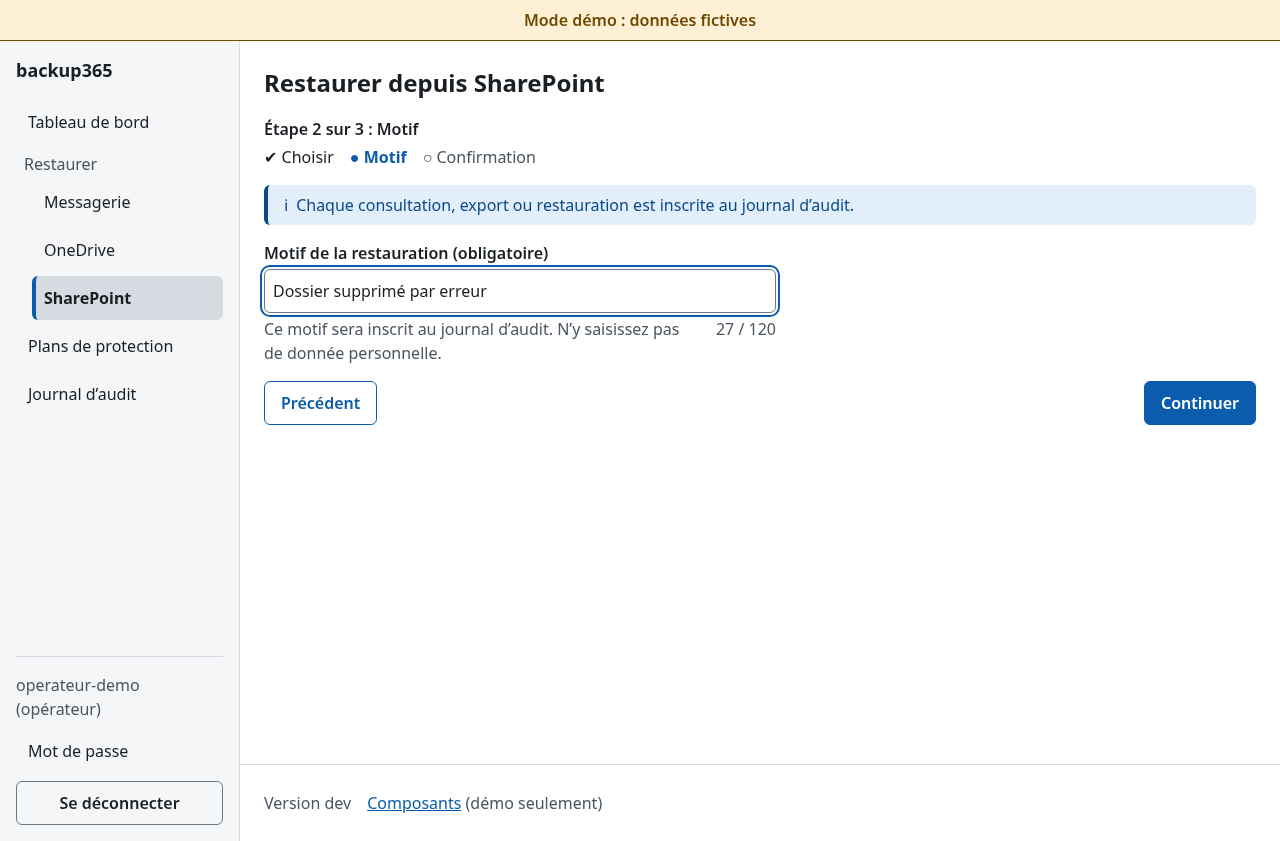 Mode démo : données fictives
backup365
Tableau de bord
Restaurer
Messagerie
OneDrive
SharePoint
Plans de protection
Journal d’audit
operateur-demo
(opérateur)
Mot de passe
Se déconnecter
Restaurer depuis SharePoint
Étape 2 sur 3 : Motif
✔ Choisir ● Motif ○ Confirmation
i Chaque consultation, export ou restauration est inscrite au journal d’audit.
Motif de la restauration (obligatoire)
Dossier supprimé par erreur
Ce motif sera inscrit au journal d’audit. N’y saisissez pas 27 / 120
de donnée personnelle.
Précédent Continuer
Version dev Composants (démo seulement)